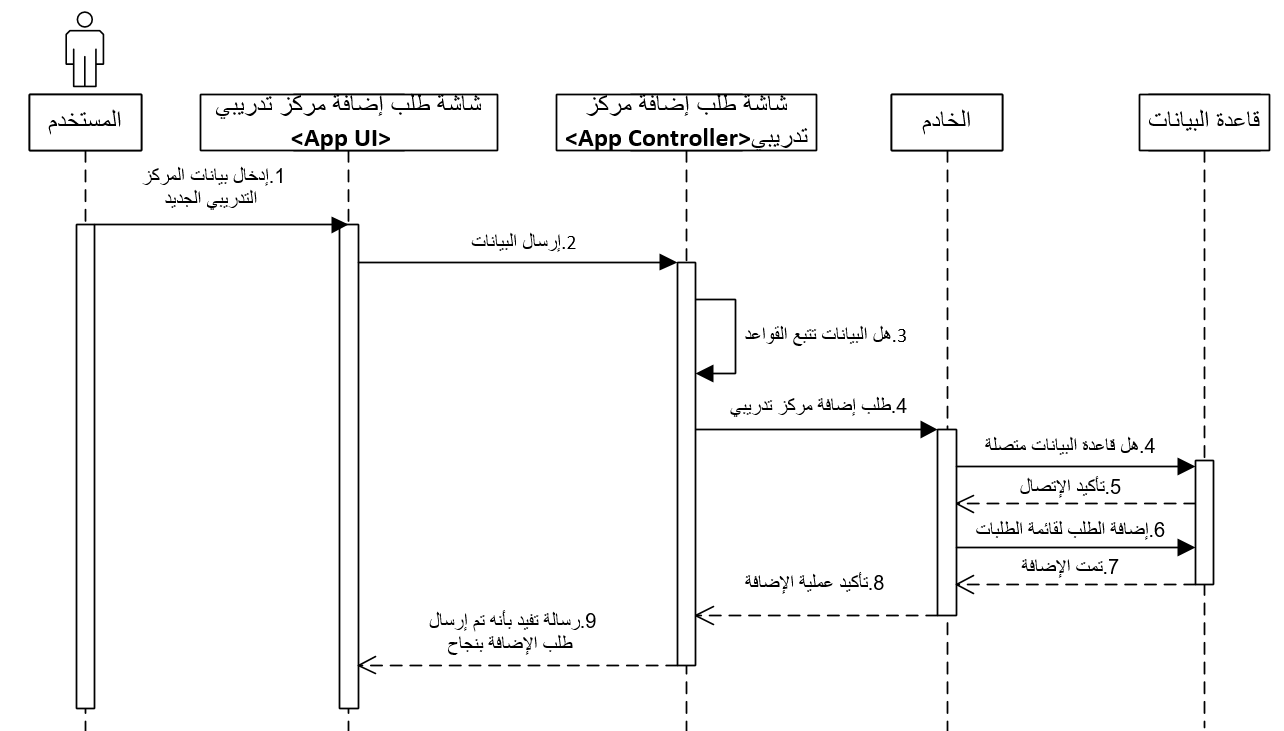 المستخدم
شاشة طلب إضافة مركز تدريبي
<App UI>
شاشة طلب إضافة مركز
تدريبي<App Controller>
الخادم
قاعدة البيانات
1.إدخال بيانات المركز
التدريبي الجديد
2.إرسال البيانات
3.هل البيانات تتبع القواعد
4.طلب إضافة مركز تدريبي
4.هل قاعدة البيانات متصلة
5.تأكيد الإتصال
6.إضافة الطلب لقائمة الطلبات
7.تمت الإضافة
8.تأكيد عملية الإضافة
9.رسالة تفيد بأنه تم إرسال
طلب الإضافة بنجاح